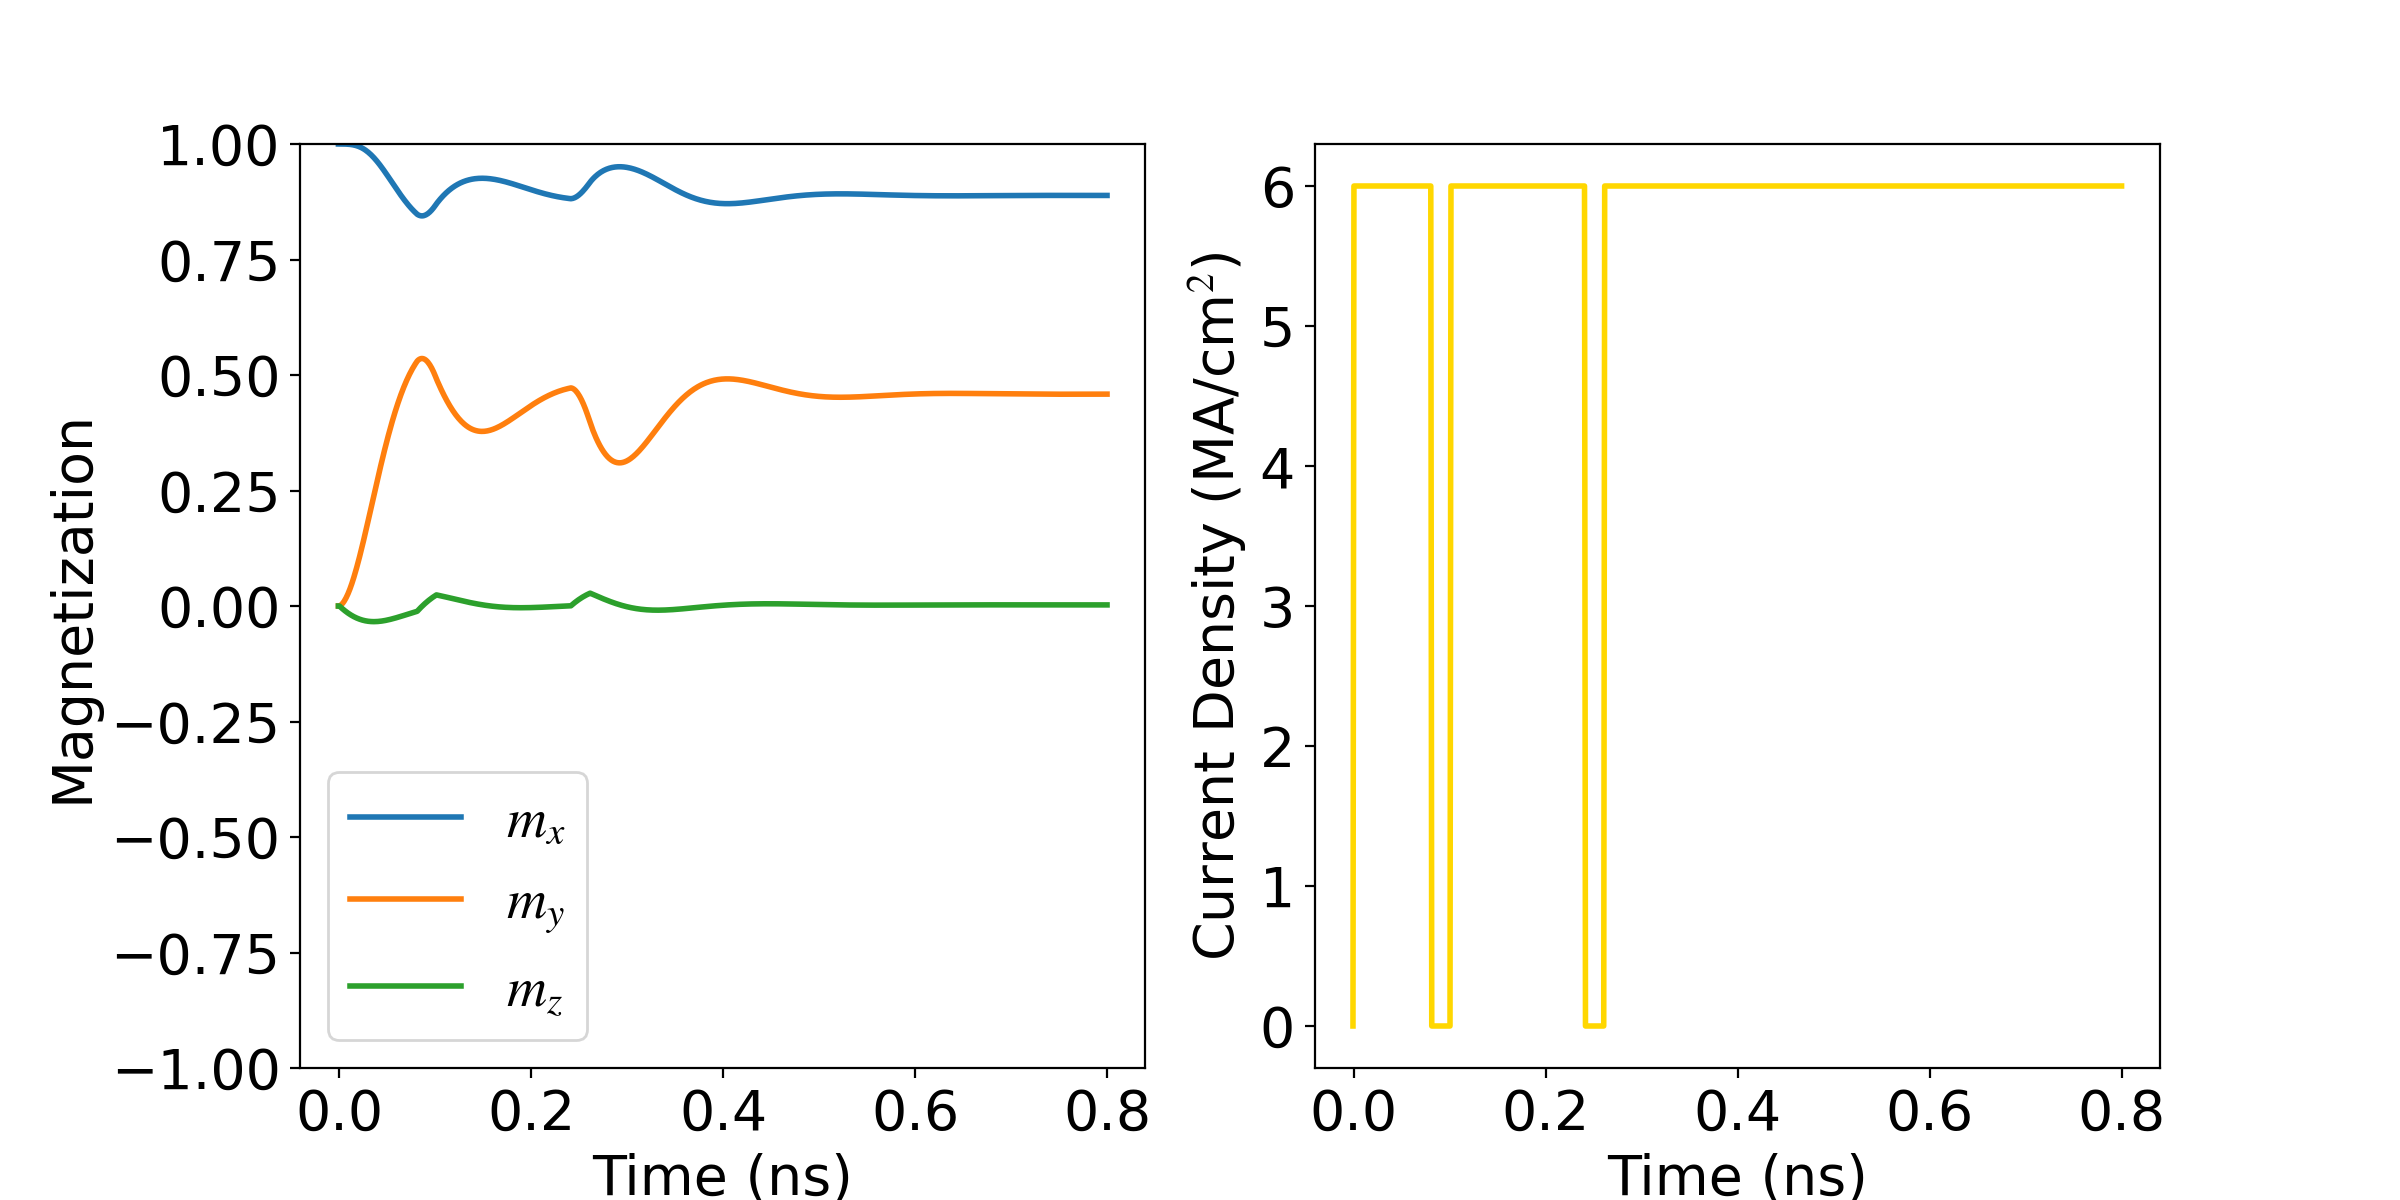 Magnetization
1.00
0.75
0.50
0.25
0.00
−0.25
−0.50
−0.75
−1.00
m_x
m_y
m_z
0.0 0.2 0.4 0.6 0.8
Time (ns)
Current Density (MA/cm²)
6
5
4
3
2
1
0
0.0 0.2 0.4 0.6 0.8
Time (ns)